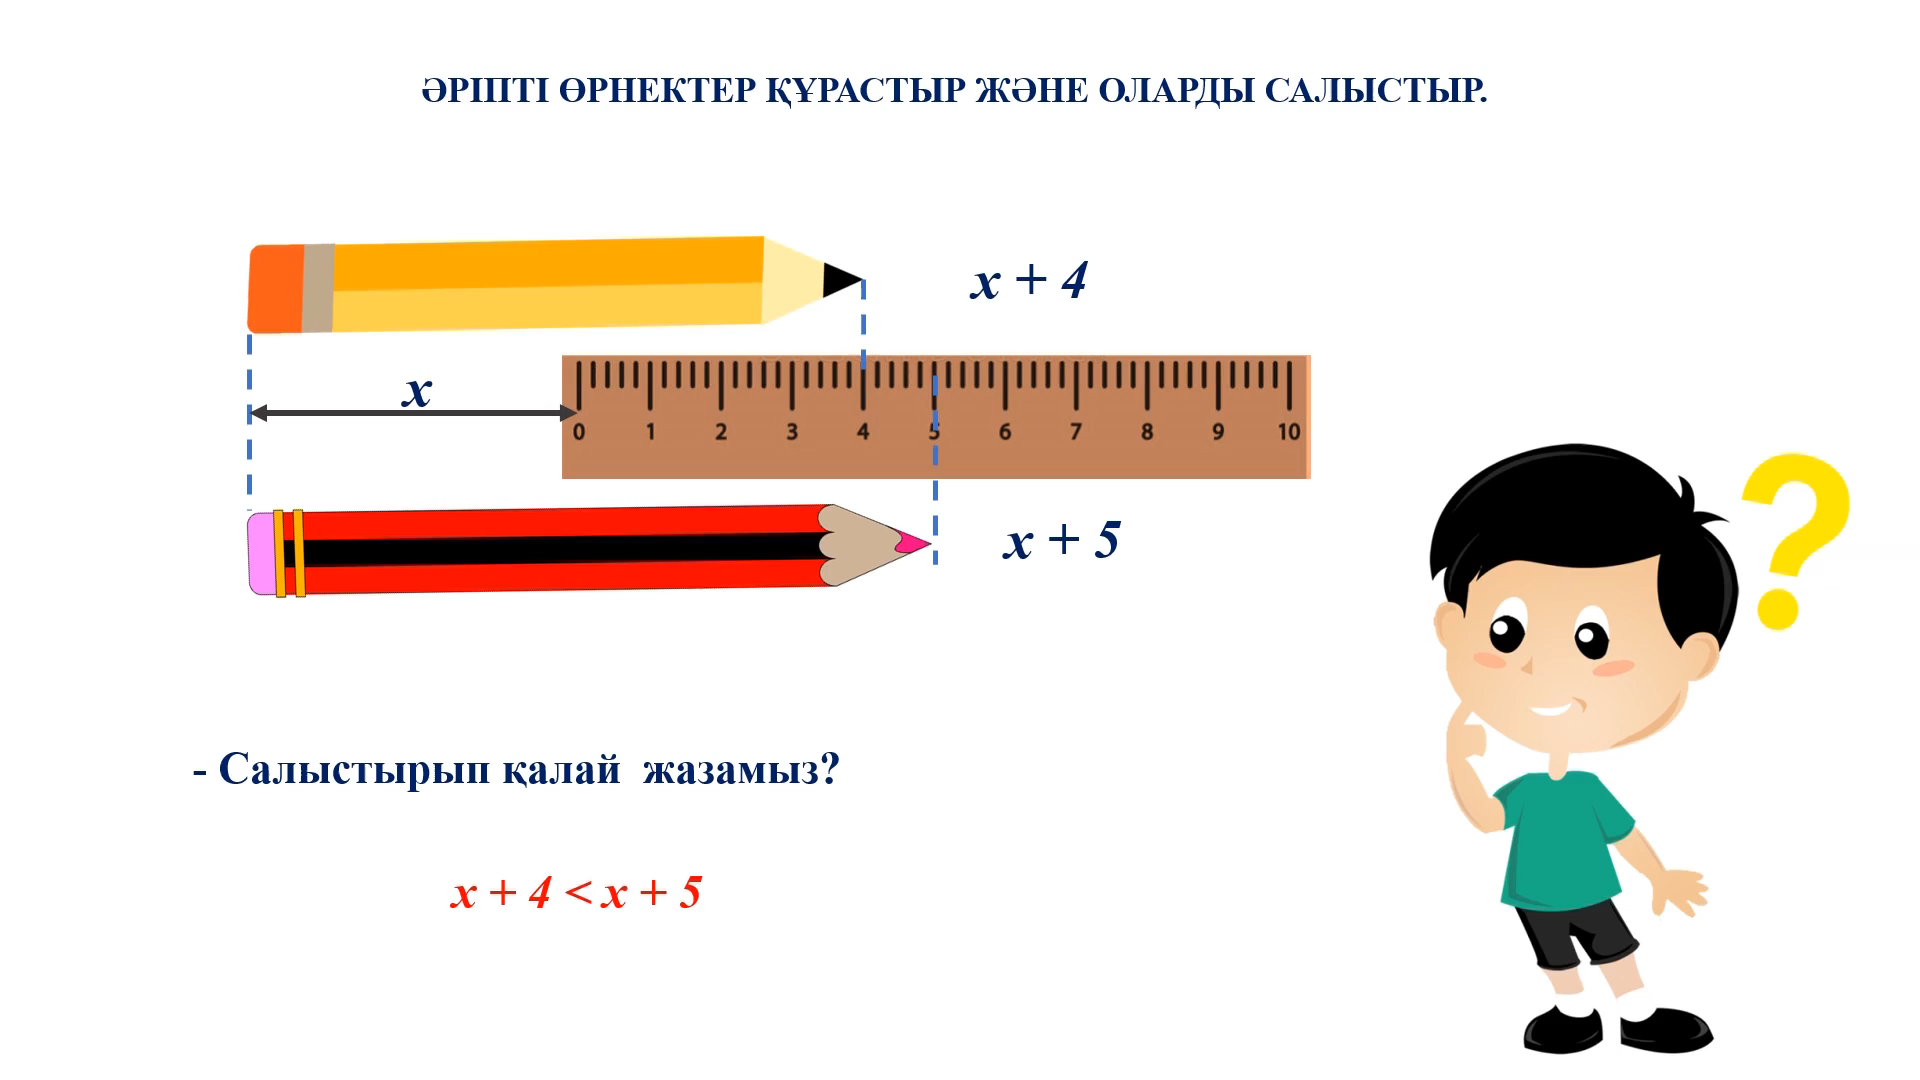 ӘРІПТІ ӨРНЕКТЕР ҚҰРАСТЫР ЖӘНЕ ОЛАРДЫ САЛЫСТЫР.
x + 4
x
0 1 2 3 4 5 6 7 8 9 10
x + 5
- Салыстырып қалай жазамыз?
x + 4 < x + 5
?